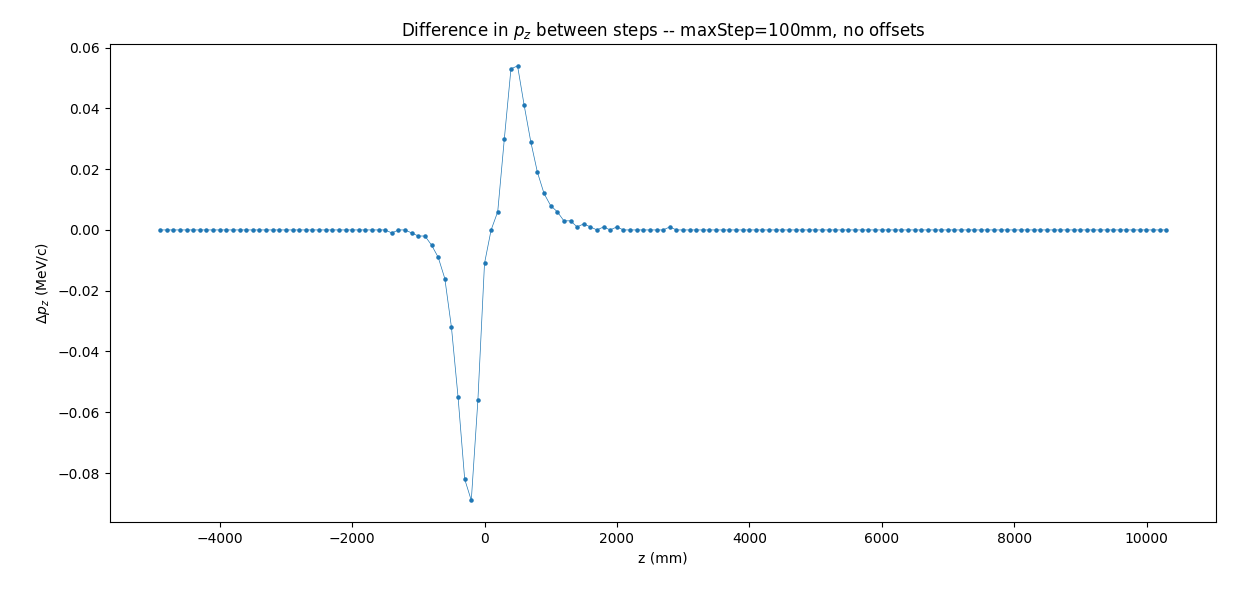 Difference in $p_z$ between steps -- maxStep=100mm, no offsets
0.06
0.04
0.02
0.00
−0.02
−0.04
−0.06
−0.08
Δ$p_z$ (MeV/c)
−4000 −2000 0 2000 4000 6000 8000 10000
z (mm)